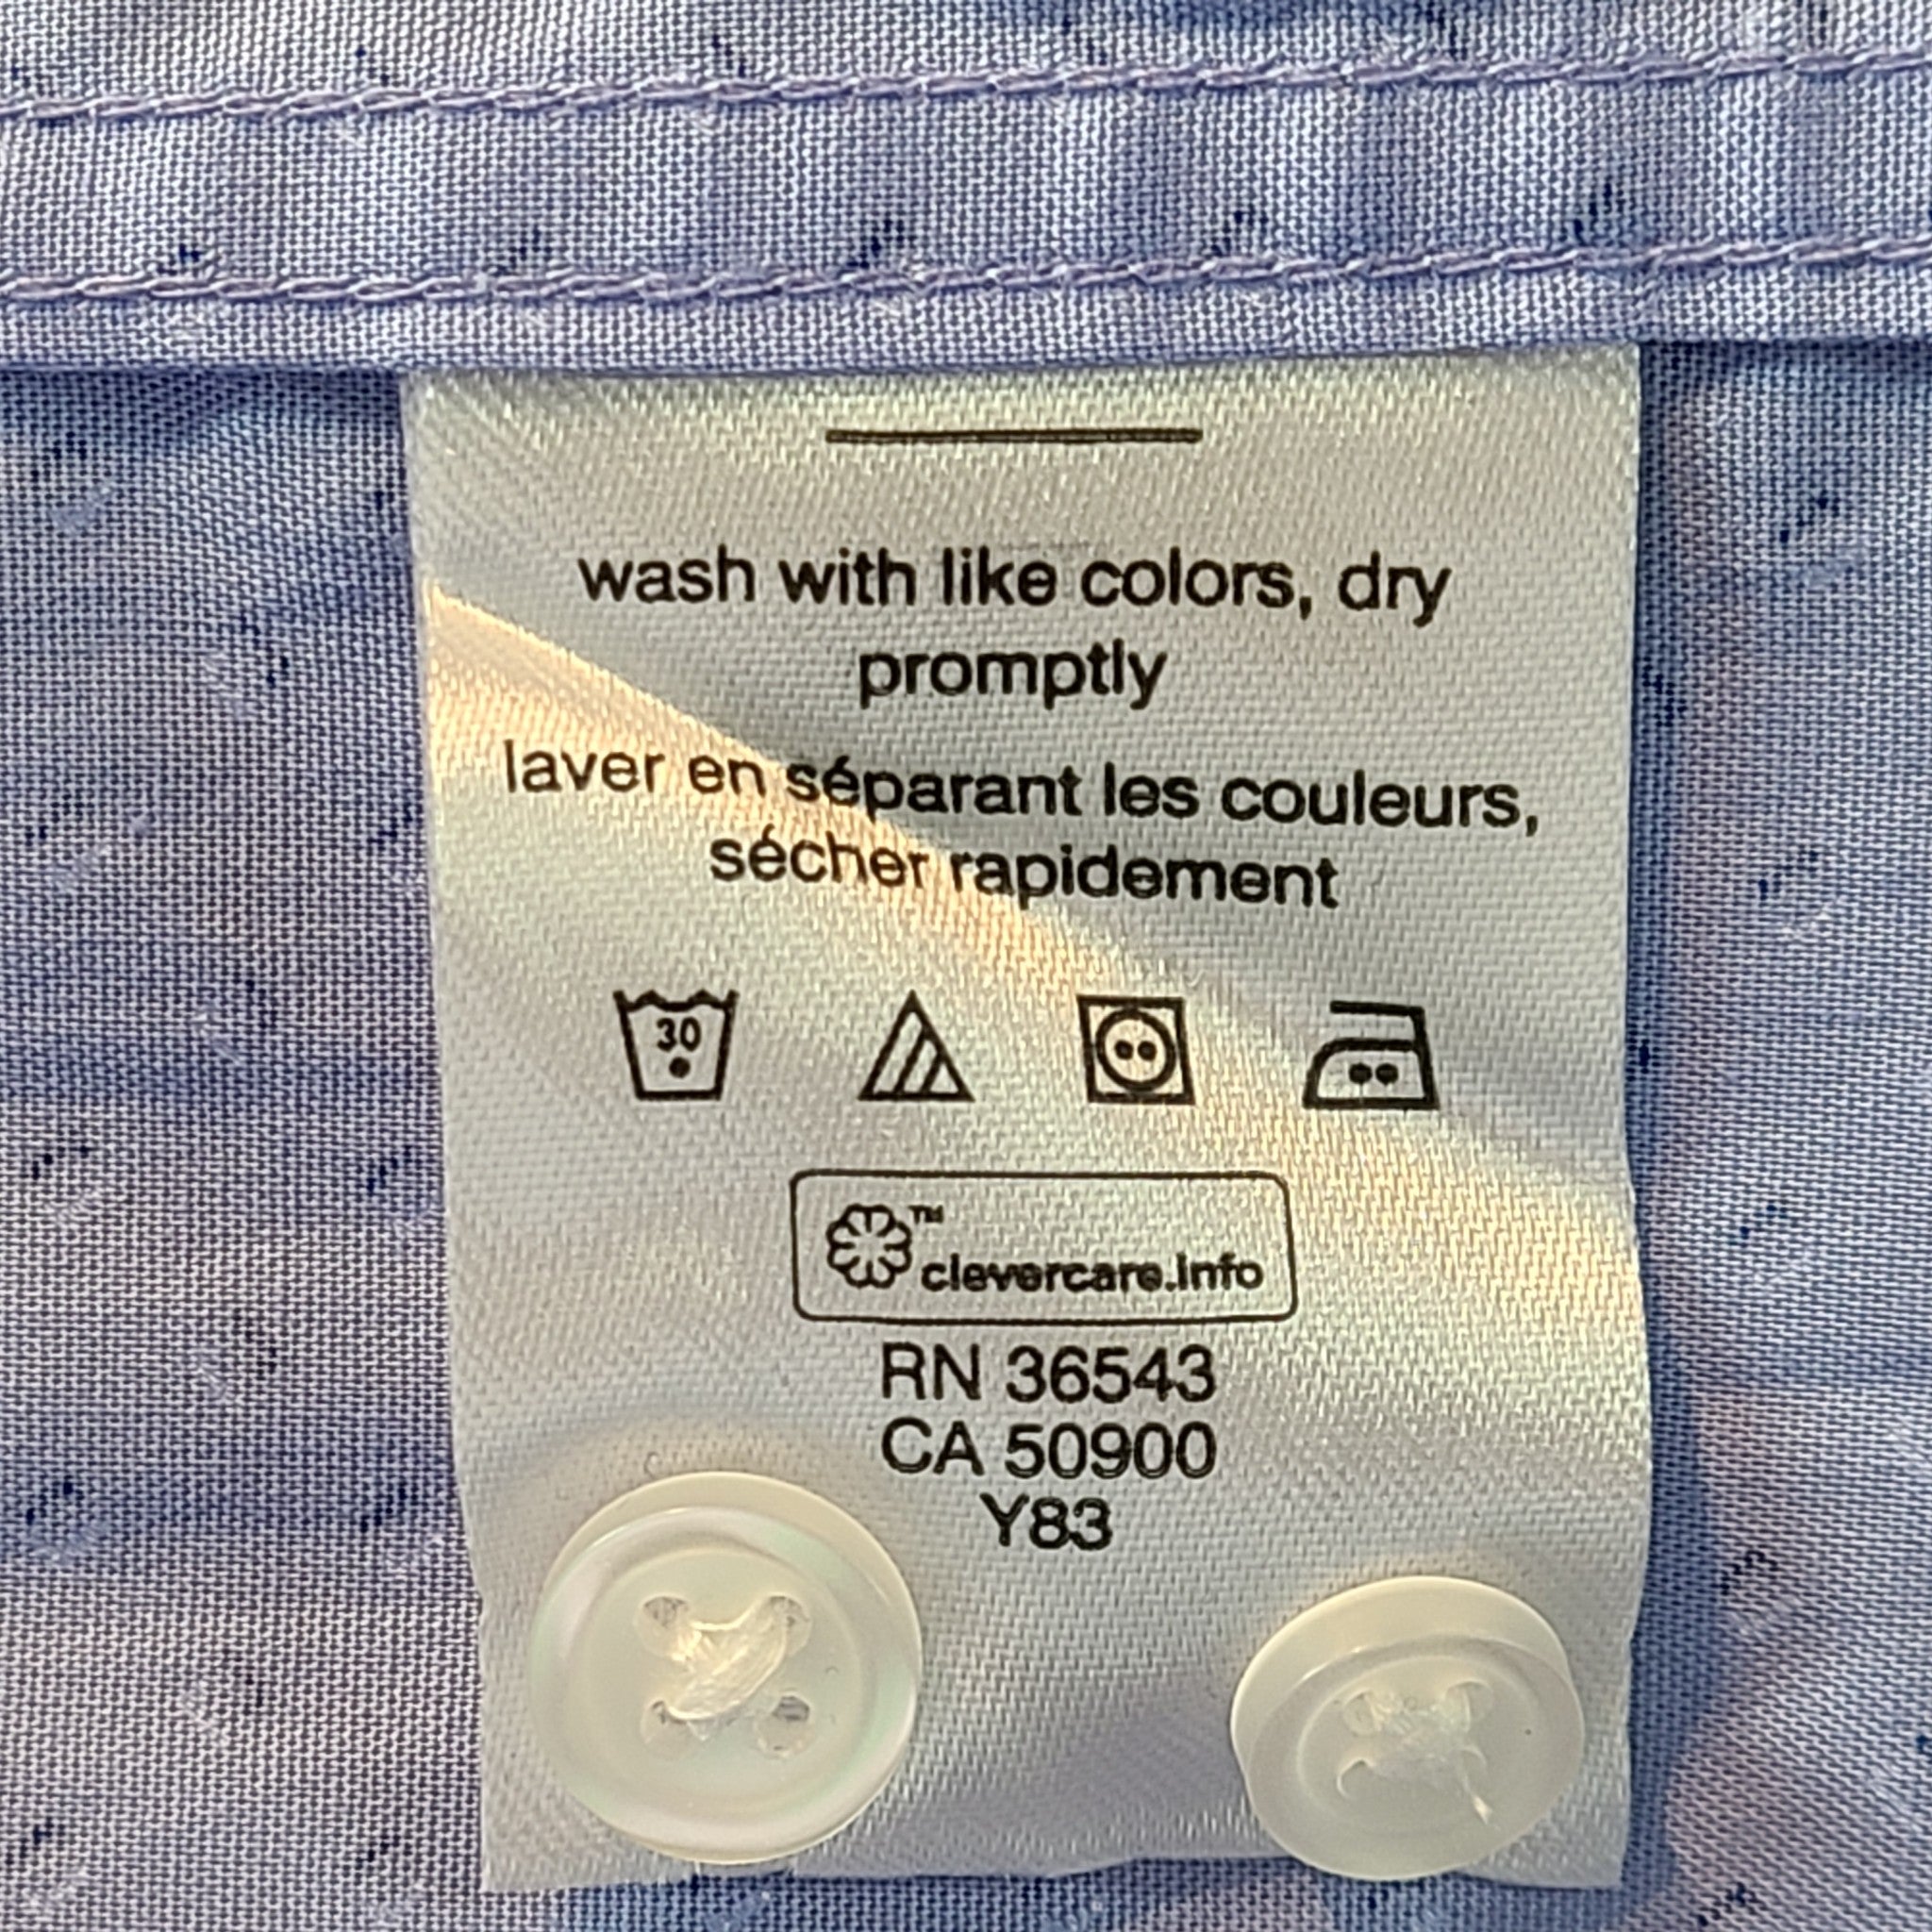 wash with like colors, dry
promptly
laver en séparant les couleurs,
sécher rapidement
30
™
clevercare.info
RN 36543
CA 50900
Y83